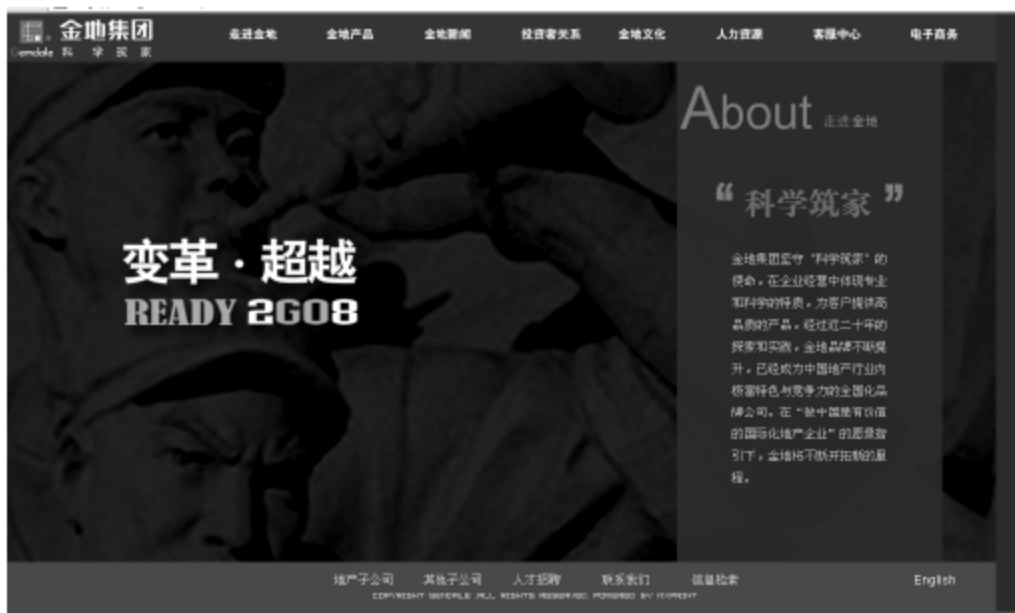 金地集团
Gemdale 科 学 筑 家
走进金地 金地产品 金地新闻 投资者关系 金地文化 人力资源 客服中心 电子商务
About 走进金地
“科学筑家”
变革·超越
READY 2GO8
金地集团坚守“科学筑家”的
使命，在企业经营中体现专业
和科学的特质，为客户提供高
品质的产品。经过近二十年的
探索和实践，金地品牌不断提
升，已经成为中国地产行业内
极富特色与竞争力的全国化品
牌公司。在“做中国最有价值
的国际化地产企业”的愿景指
引下，金地将不断开拓新的里
程。
地产子公司 其他子公司 人才招聘 联系我们 信息检索 English
COPYRIGHT GEMDALE ALL RIGHTS RESERVED. POWERED BY